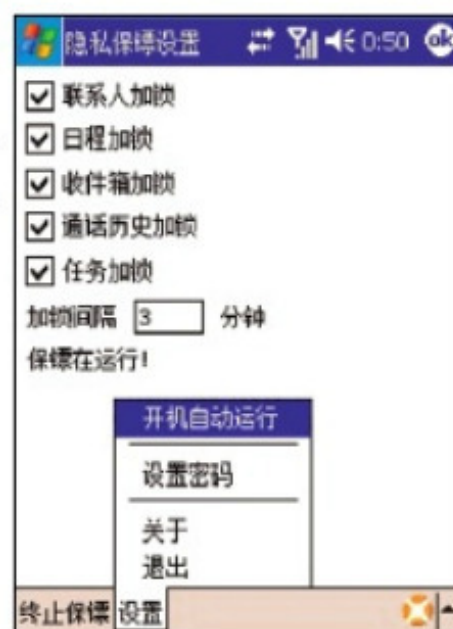 隐私保镖设置 0:50 ok
联系人加锁
日程加锁
收件箱加锁
通话历史加锁
任务加锁
加锁间隔 3 分钟
保镖在运行!
开机自动运行
设置密码
关于
退出
终止保镖 设置